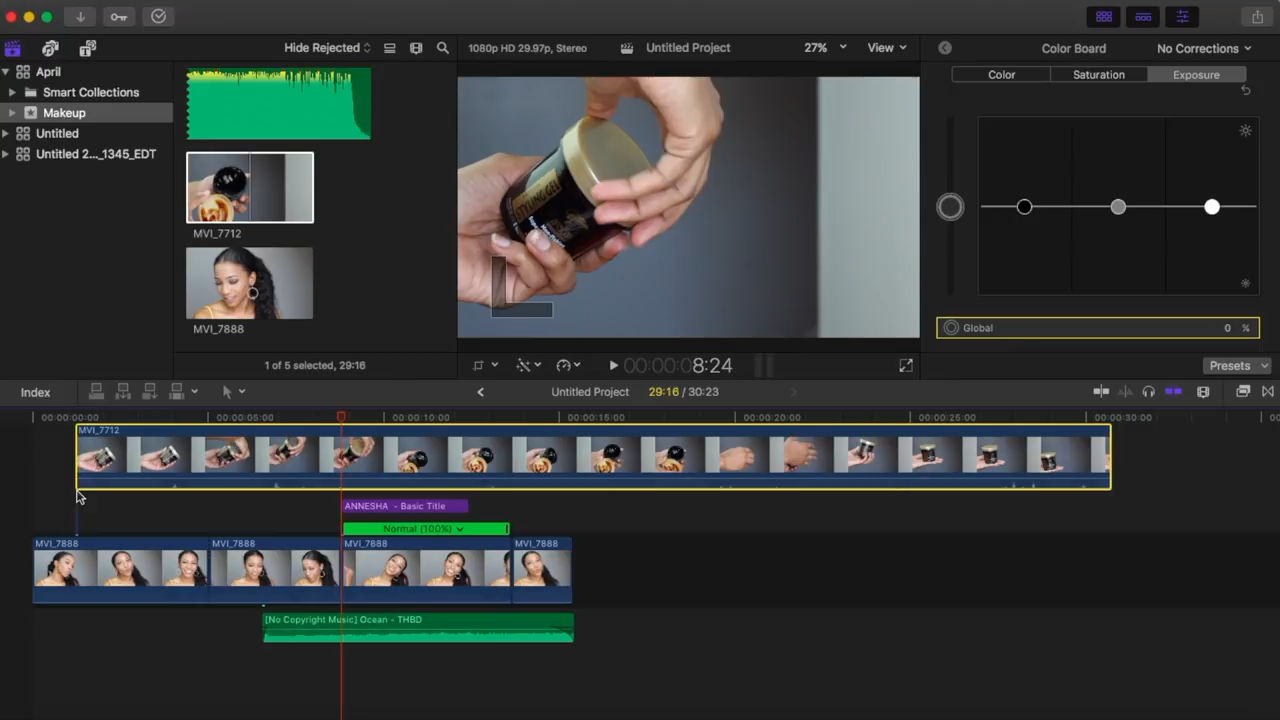 Hide Rejected
1080p HD 29.97p, Stereo
Untitled Project
27%
View
Color Board
No Corrections
April
Smart Collections
Makeup
Untitled
Untitled 2..._1345_EDT
MVI_7712
MVI_7888
1 of 5 selected, 29:16
STYLING GEL
00:00:00:08:24
Color
Saturation
Exposure
Global
0 %
Presets
Index
Untitled Project
29:16 / 30:23
00:00:00:00
00:00:05:00
00:00:10:00
00:00:15:00
00:00:20:00
00:00:25:00
00:00:30:00
00
MVI_7712
ANNESHA - Basic Title
Normal (100%)
MVI_7888
MVI_7888
MVI_7888
MVI_7888
[No Copyright Music] Ocean - THBD